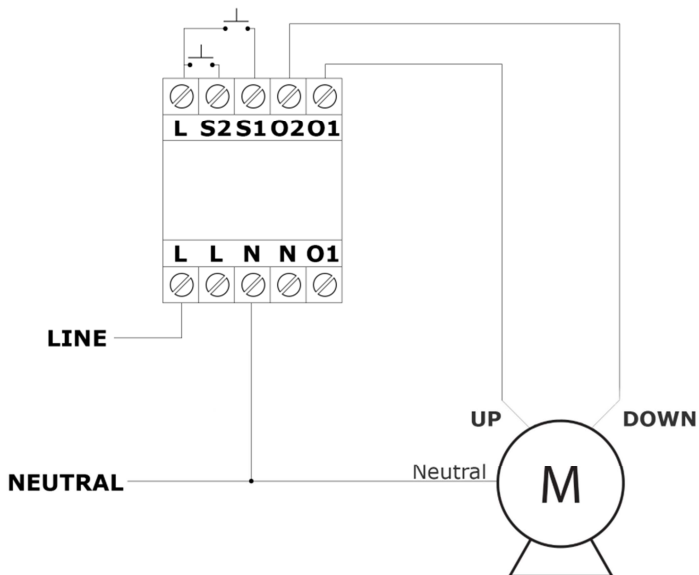 L S2 S1 O2 O1
L L N N O1
LINE
UP
DOWN
NEUTRAL
Neutral
M